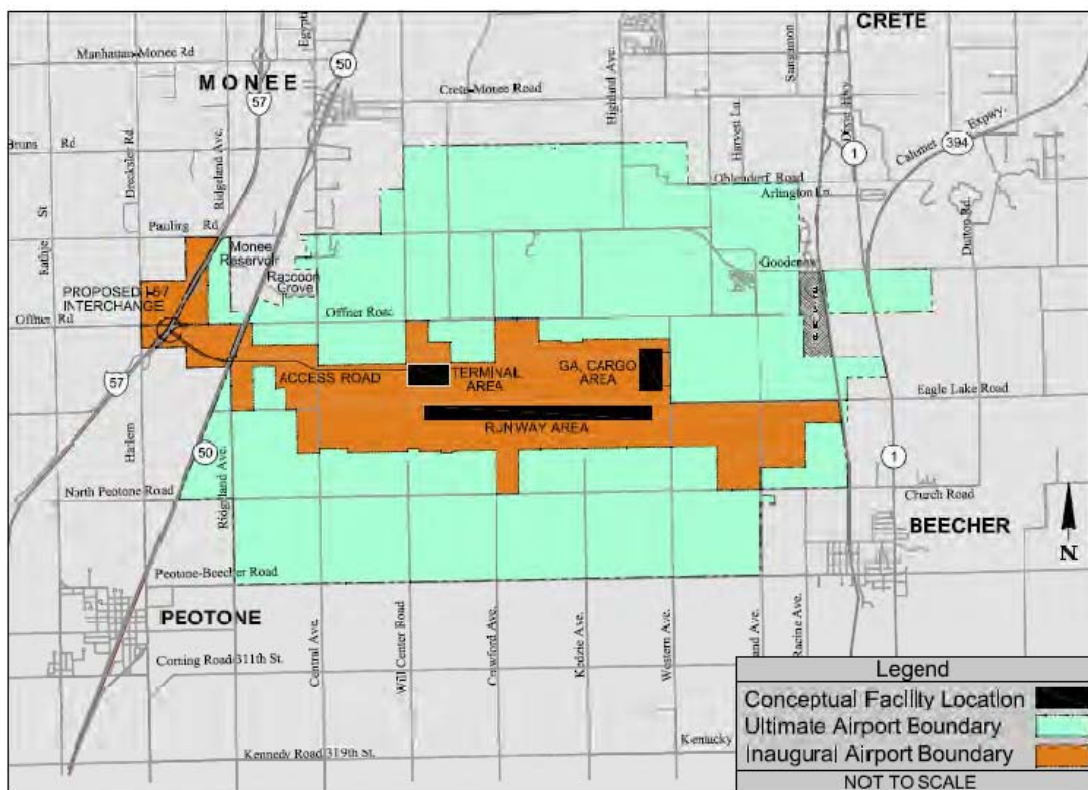 CRETE
Manhattan-Monee Rd
Egyptian
50
MONEE
57
Crete-Monee Road
Highland Ave.
Sangamon
Dixie Hwy
Calumet Expwy.
394
1
Bruns Rd
Drecksler Rd
Ridgeland Ave.
Harvest Ln.
Ohlendorf Road
Arlington Ln.
Kathje St
Pauling Rd
Dutton Rd.
Monee
Reservoir
Raccoon
Grove
Goodenow
PROPOSED I-57
INTERCHANGE
Offner Rd
Offner Road
57
ACCESS ROAD
TERMINAL
AREA
GA, CARGO
AREA
Eagle Lake Road
RUNWAY AREA
Harlem
50
Ridgeland Ave.
1
North Peotone Road
Church Road
BEECHER
N
Peotone-Beecher Road
PEOTONE
Central Ave.
Will Center Road
Crawford Ave.
Kedzie Ave.
Western Ave.
land Ave.
Racine Ave.
Corning Road/311th St.
Kennedy Road/319th St.
Kentucky
Legend
Conceptual Facility Location
Ultimate Airport Boundary
Inaugural Airport Boundary
NOT TO SCALE